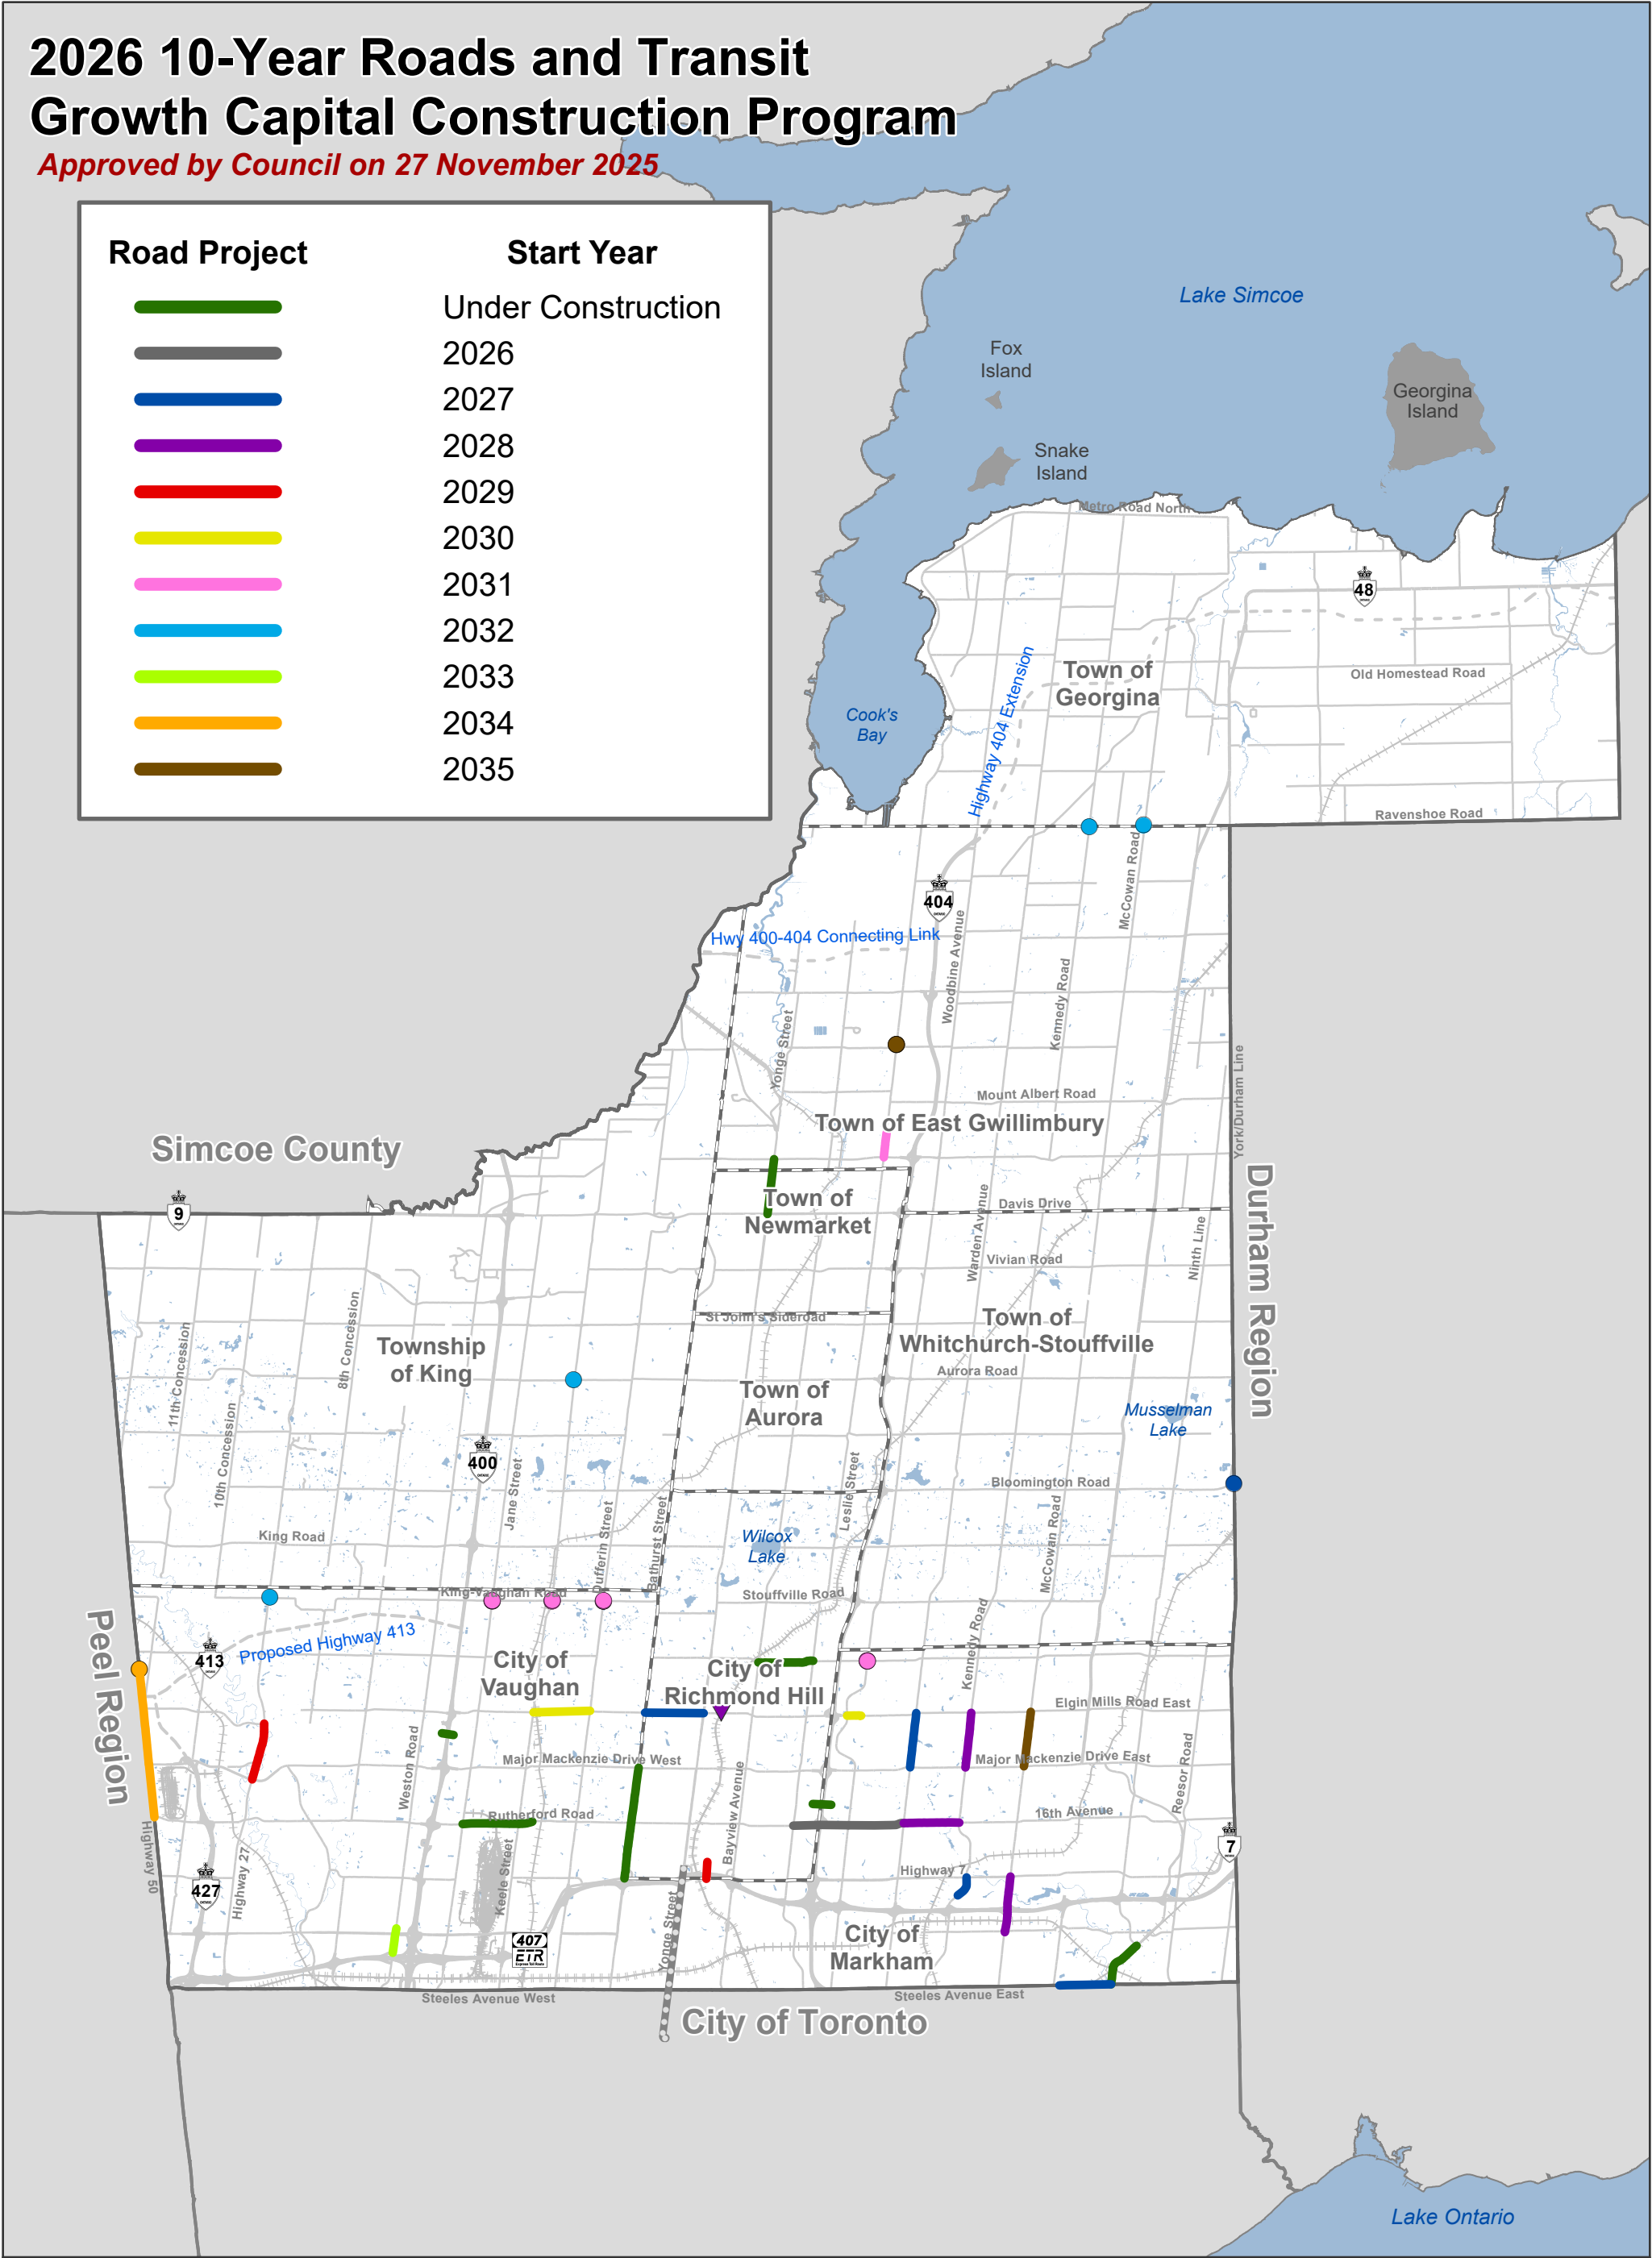 2026 10-Year Roads and Transit
Growth Capital Construction Program
Approved by Council on 27 November 2025
Road Project Start Year
Under Construction
2026
2027
2028
2029
2030
2031
2032
2033
2034
2035
Lake Simcoe
Fox
Island
Georgina
Island
Snake
Island
Metro Road North
48
Town of
Georgina
Old Homestead Road
Highway 404 Extension
Cook's
Bay
Ravenshoe Road
McCowan Road
404
Hwy 400-404 Connecting Link
Woodbine Avenue
Kennedy Road
Yonge Street
York/Durham Line
Mount Albert Road
Town of East Gwillimbury
Simcoe County
Durham Region
9
Town of
Newmarket
Davis Drive
Warden Avenue
Ninth Line
Vivian Road
St John's Sideroad
Town of
Whitchurch-Stouffville
8th Concession
11th Concession
Township
of King
Aurora Road
Town of
Aurora
10th Concession
Musselman
Lake
400
Jane Street
Leslie Street
Bloomington Road
King Road
Dufferin Street
Bathurst Street
Wilcox
Lake
McCowan Road
King-Vaughan Road
Stouffville Road
Peel Region
Proposed Highway 413
413
City of
Vaughan
City of
Richmond Hill
Kennedy Road
Elgin Mills Road East
Weston Road
Major Mackenzie Drive West
Major Mackenzie Drive East
Reesor Road
Bayview Avenue
Rutherford Road
16th Avenue
Highway 50
Highway 27
427
Keele Street
Highway 7
7
Yonge Street
407
ETR
Express Toll Route
City of
Markham
Steeles Avenue West
Steeles Avenue East
City of Toronto
Lake Ontario